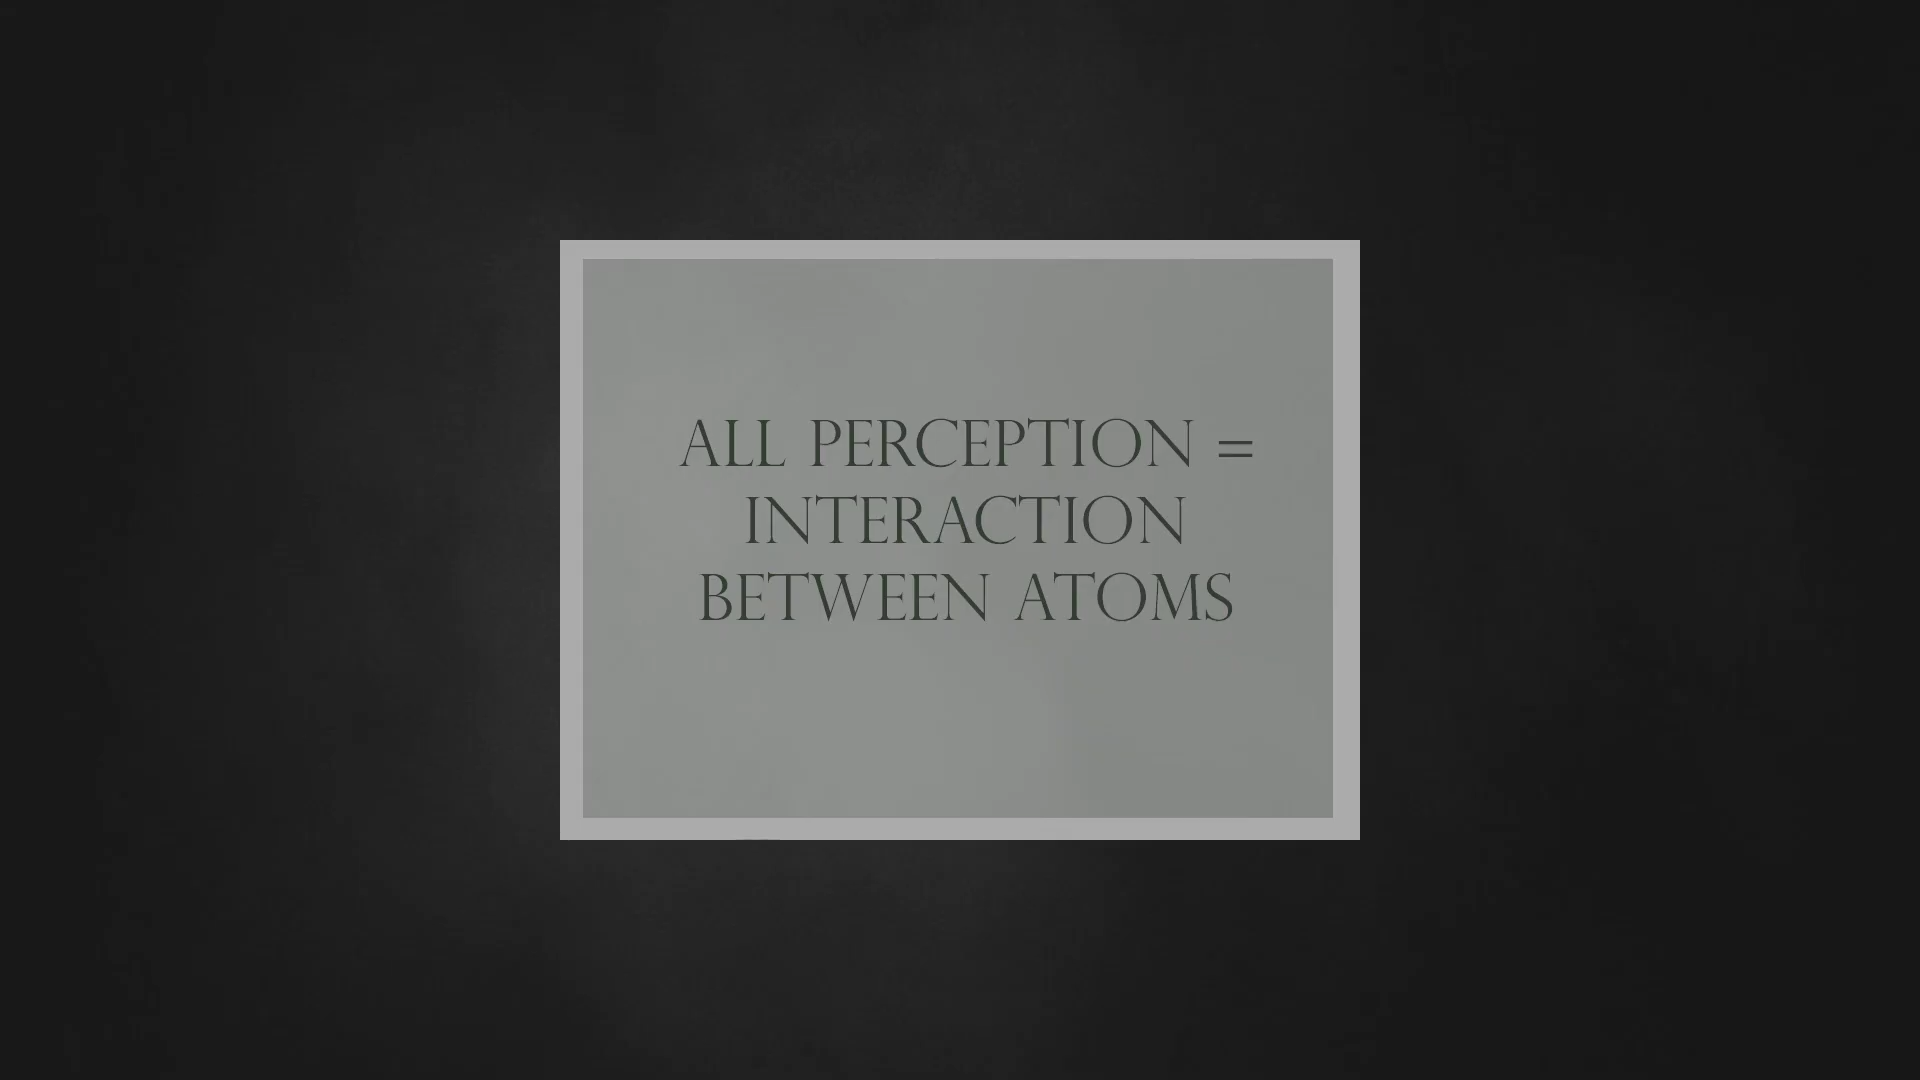 ALL PERCEPTION =
INTERACTION
BETWEEN ATOMS